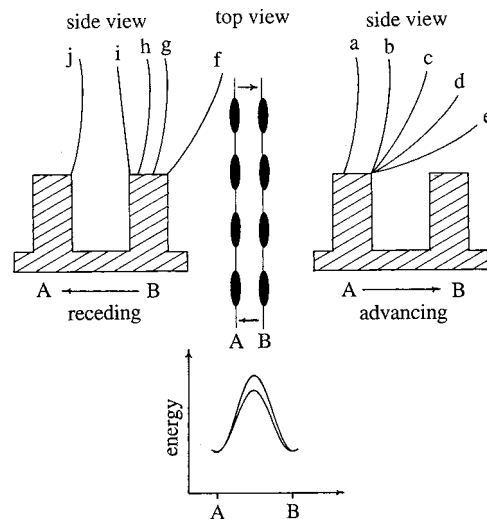 side view
j i h g f
A B
receding
top view
A B
side view
a b c d e
A B
advancing
energy
A B